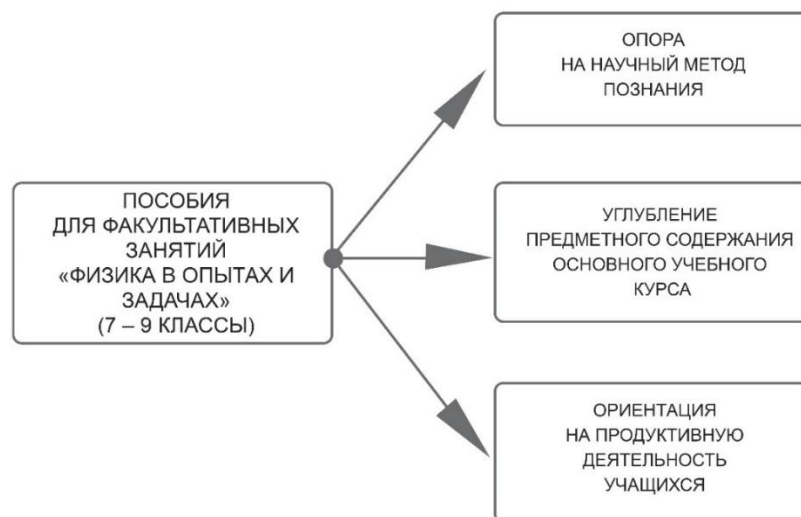 ПОСОБИЯ
ДЛЯ ФАКУЛЬТАТИВНЫХ
ЗАНЯТИЙ
«ФИЗИКА В ОПЫТАХ И
ЗАДАЧАХ»
(7 – 9 КЛАССЫ)
ОПОРА
НА НАУЧНЫЙ МЕТОД
ПОЗНАНИЯ
УГЛУБЛЕНИЕ
ПРЕДМЕТНОГО СОДЕРЖАНИЯ
ОСНОВНОГО УЧЕБНОГО
КУРСА
ОРИЕНТАЦИЯ
НА ПРОДУКТИВНУЮ
ДЕЯТЕЛЬНОСТЬ
УЧАЩИХСЯ